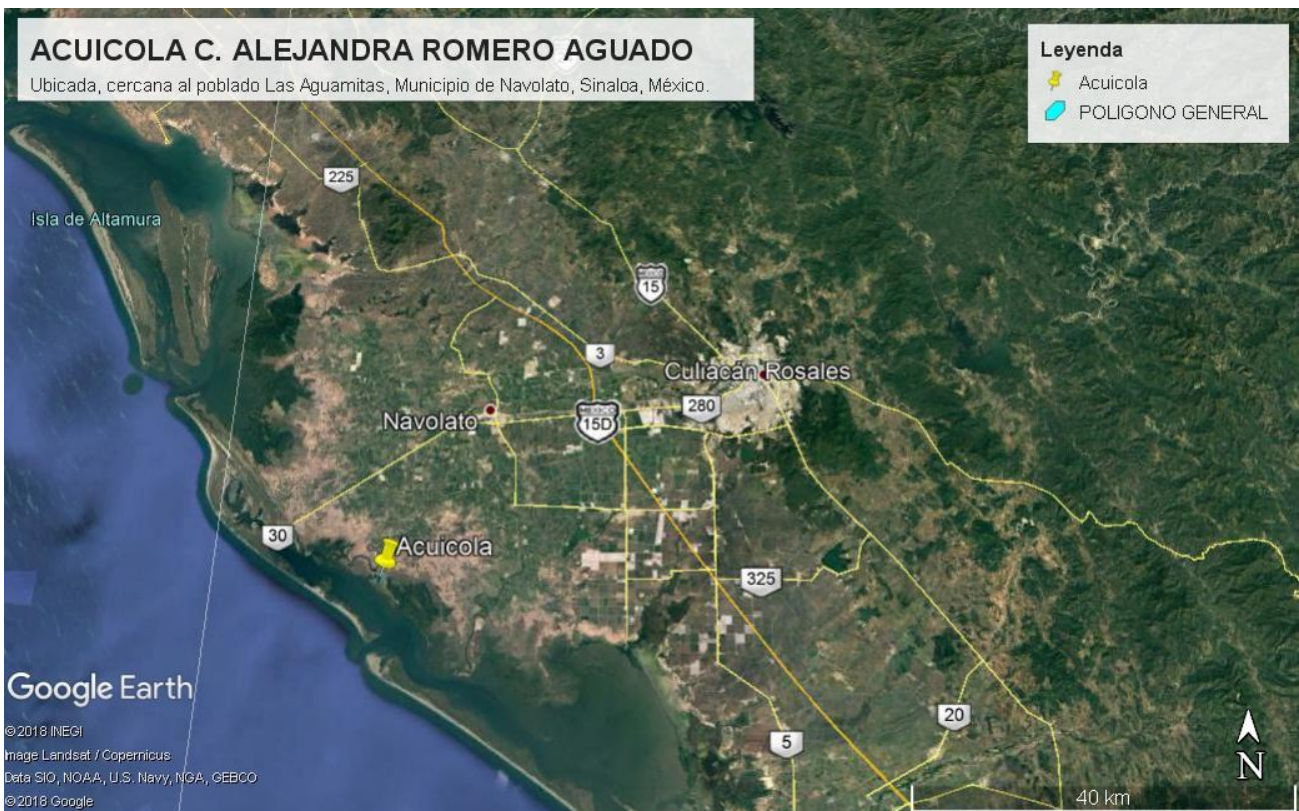 ACUICOLA C. ALEJANDRA ROMERO AGUADO
Ubicada, cercana al poblado Las Aguamitas, Municipio de Navolato, Sinaloa, México.
Leyenda
Acuicola
POLIGONO GENERAL
225
Isla de Altamura
MEXICO
15
3
Culiacán Rosales
280
Navolato
MEXICO
15D
30
Acuicola
325
20
5
Google Earth
©2018 INEGI
Image Landsat / Copernicus
Data SIO, NOAA, U.S. Navy, NGA, GEBCO
©2018 Google
N
40 km